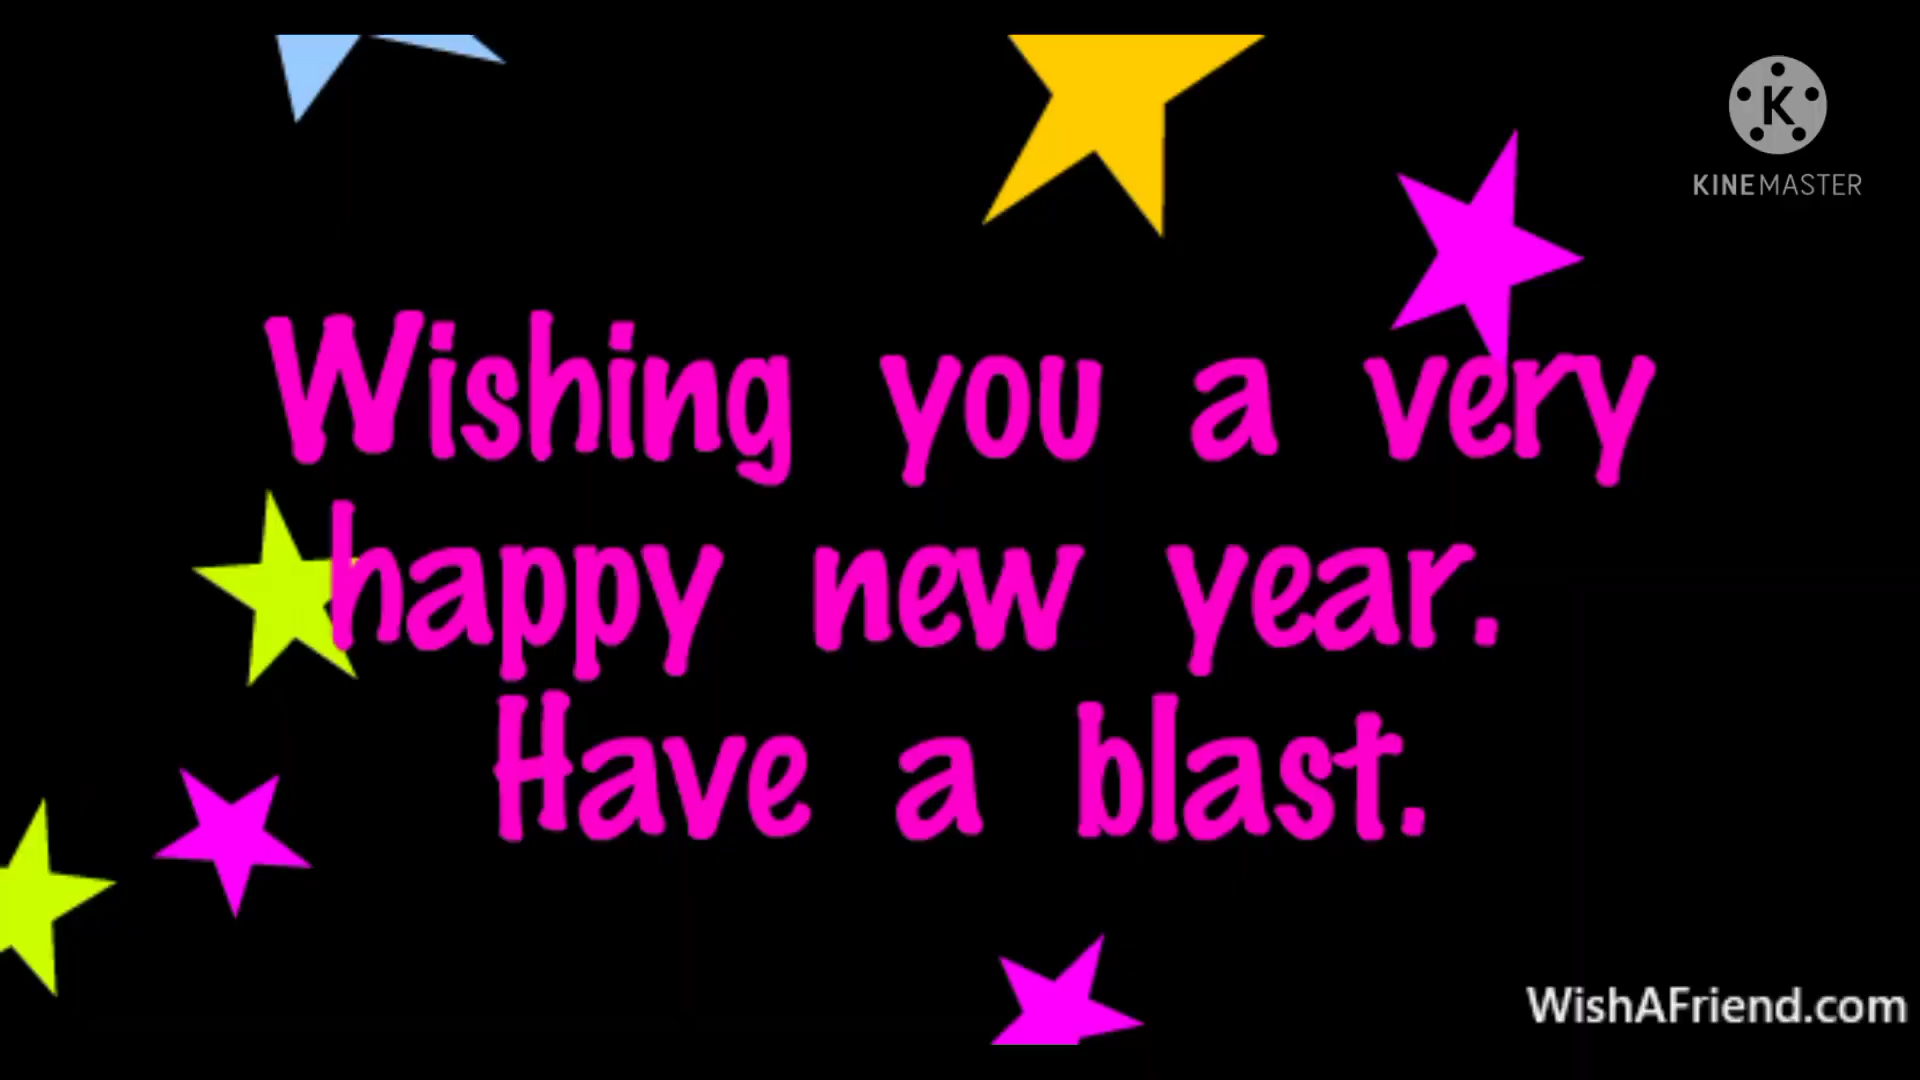 K
KINEMASTER
Wishing you a very
happy new year.
Have a blast.
WishAFriend.com